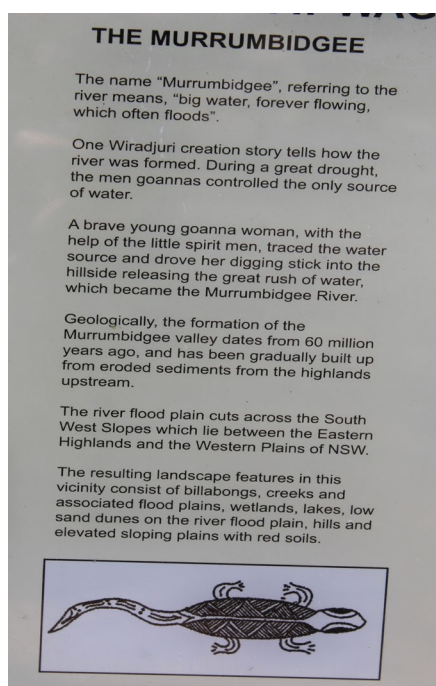 THE MURRUMBIDGEE
The name “Murrumbidgee”, referring to the
river means, “big water, forever flowing,
which often floods”.
One Wiradjuri creation story tells how the
river was formed. During a great drought,
the men goannas controlled the only source
of water.
A brave young goanna woman, with the
help of the little spirit men, traced the water
source and drove her digging stick into the
hillside releasing the great rush of water,
which became the Murrumbidgee River.
Geologically, the formation of the
Murrumbidgee valley dates from 60 million
years ago, and has been gradually built up
from eroded sediments from the highlands
upstream.
The river flood plain cuts across the South
West Slopes which lie between the Eastern
Highlands and the Western Plains of NSW.
The resulting landscape features in this
vicinity consist of billabongs, creeks and
associated flood plains, wetlands, lakes, low
sand dunes on the river flood plain, hills and
elevated sloping plains with red soils.